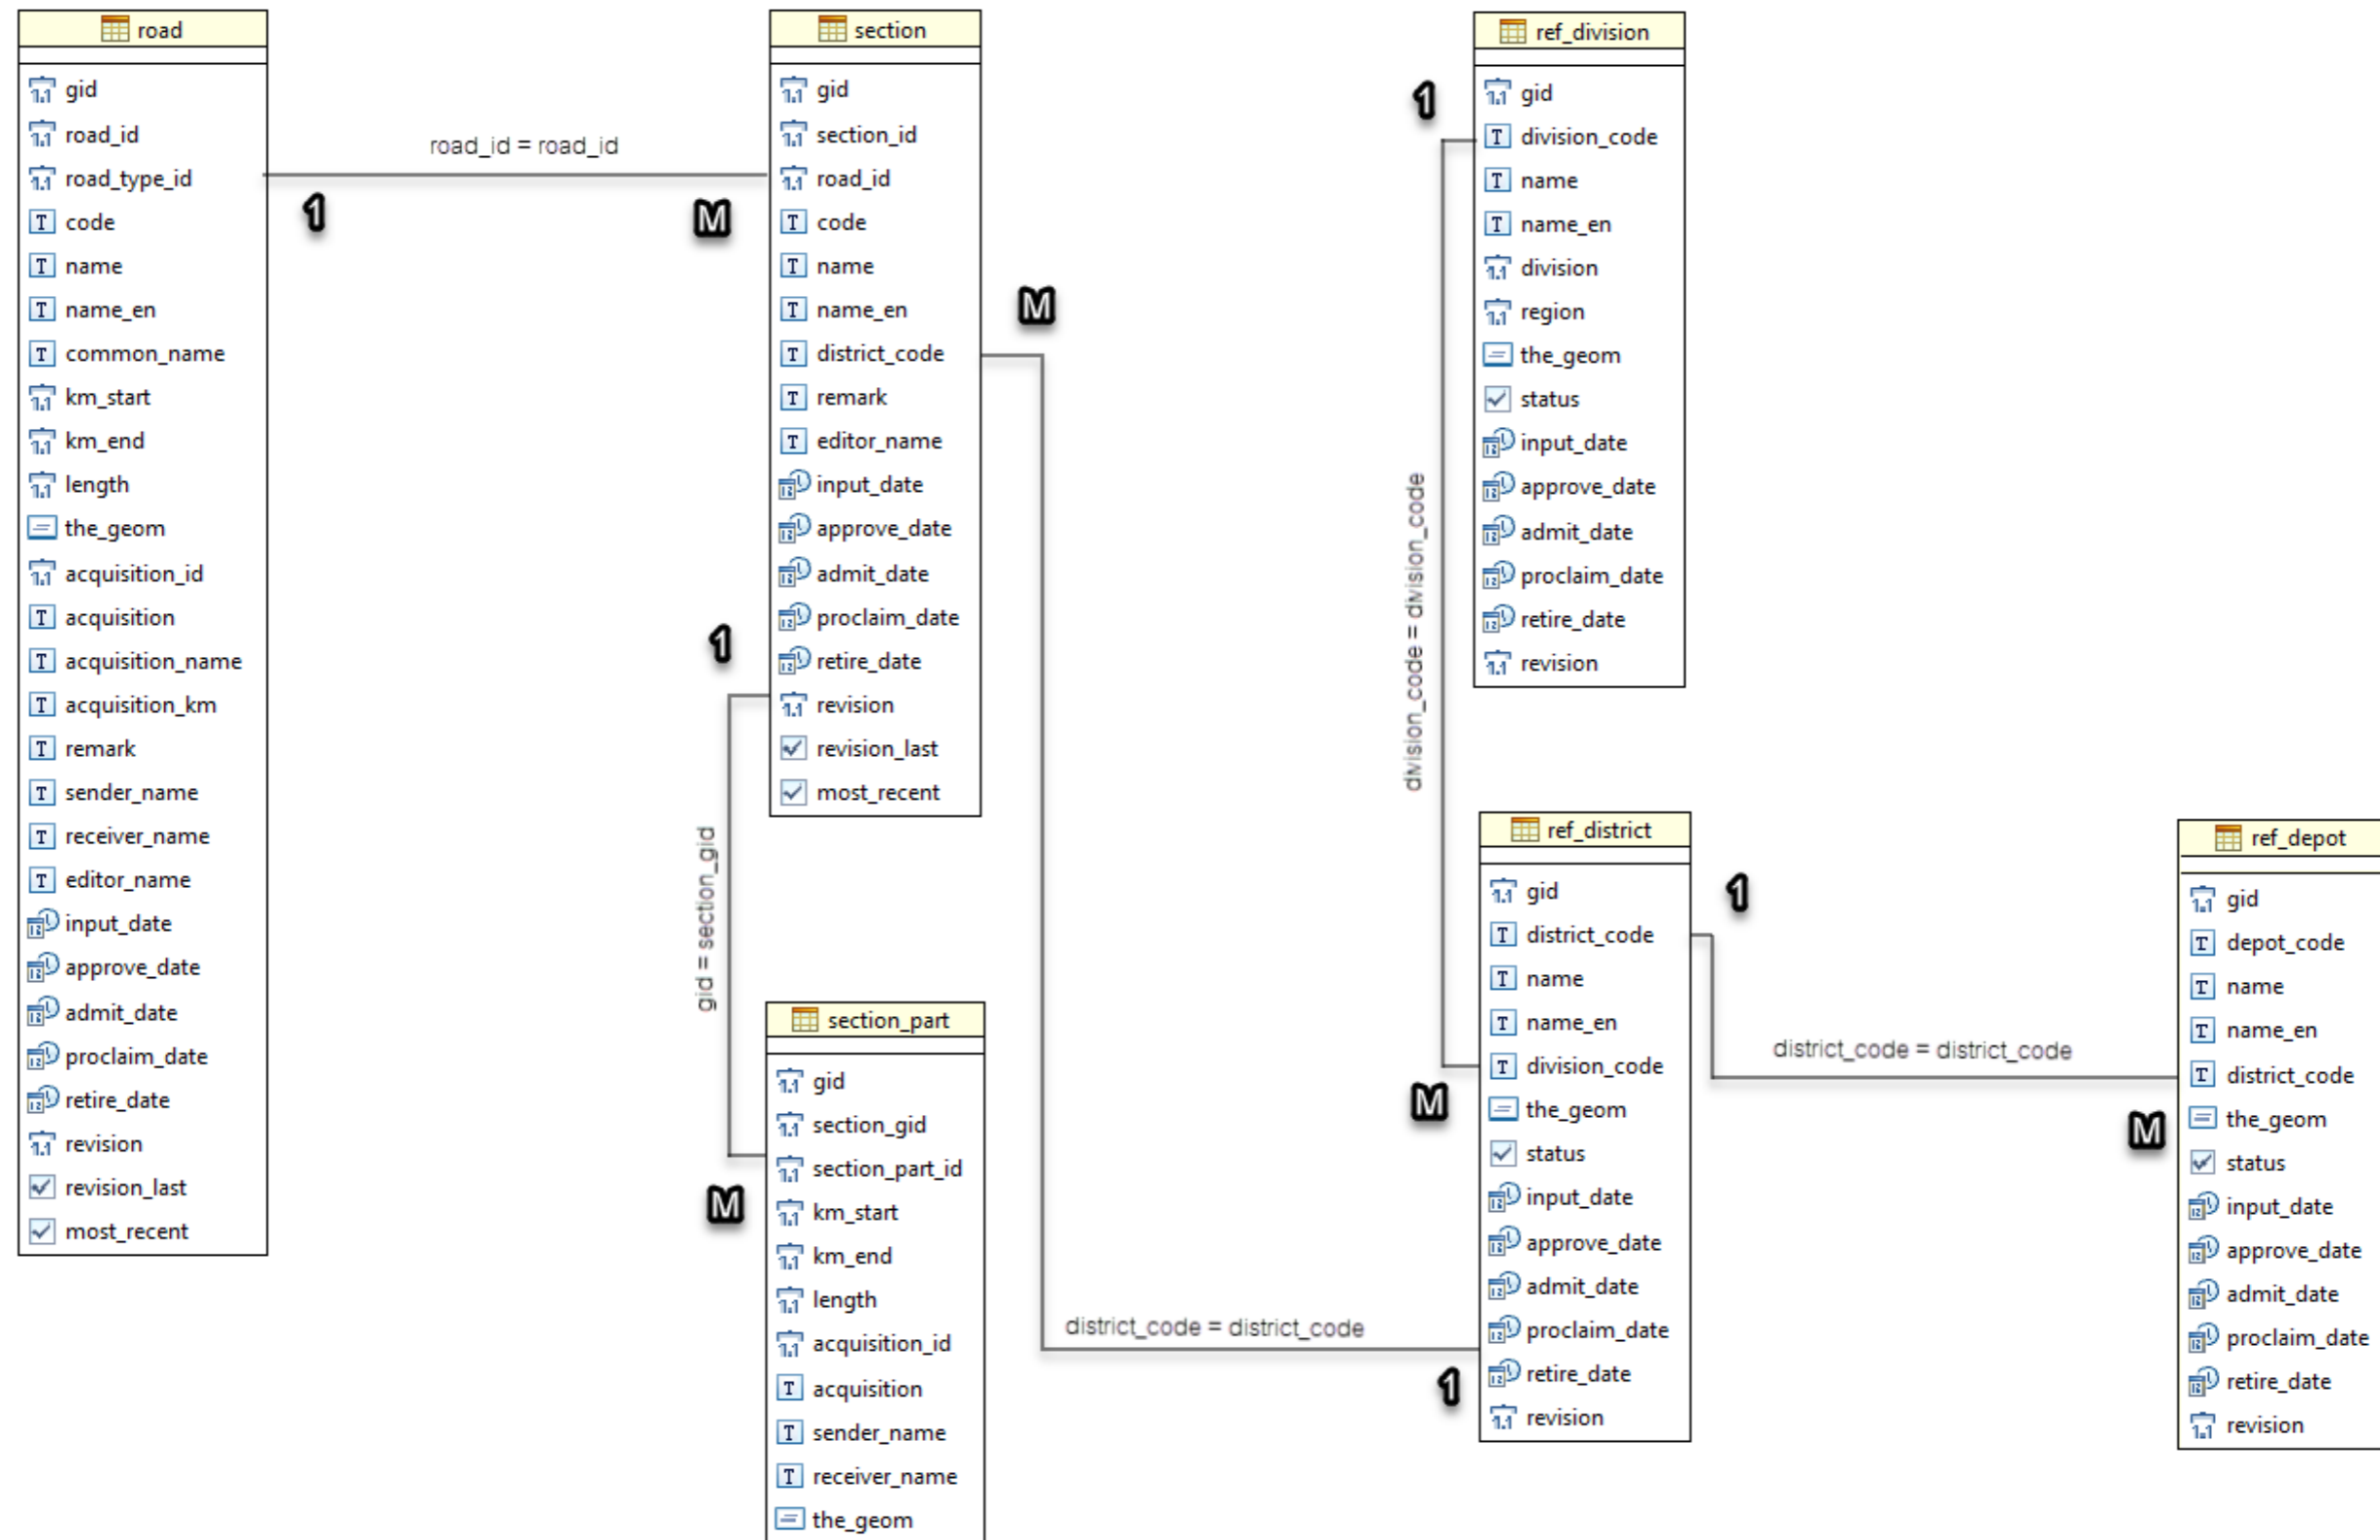 road
gid
road_id
road_type_id
code
name
name_en
common_name
km_start
km_end
length
the_geom
acquisition_id
acquisition
acquisition_name
acquisition_km
remark
sender_name
receiver_name
editor_name
input_date
approve_date
admit_date
proclaim_date
retire_date
revision
revision_last
most_recent
road_id = road_id
1
M
section
gid
section_id
road_id
code
name
name_en
district_code
remark
editor_name
input_date
approve_date
admit_date
proclaim_date
retire_date
revision
revision_last
most_recent
M
1
gid = section_gid
M
section_part
gid
section_gid
section_part_id
km_start
km_end
length
acquisition_id
acquisition
sender_name
receiver_name
the_geom
district_code = district_code
1
ref_division
gid
division_code
name
name_en
division
region
the_geom
status
input_date
approve_date
admit_date
proclaim_date
retire_date
revision
1
division_code = division_code
M
ref_district
gid
district_code
name
name_en
division_code
the_geom
status
input_date
approve_date
admit_date
proclaim_date
retire_date
revision
1
district_code = district_code
M
ref_depot
gid
depot_code
name
name_en
district_code
the_geom
status
input_date
approve_date
admit_date
proclaim_date
retire_date
revision